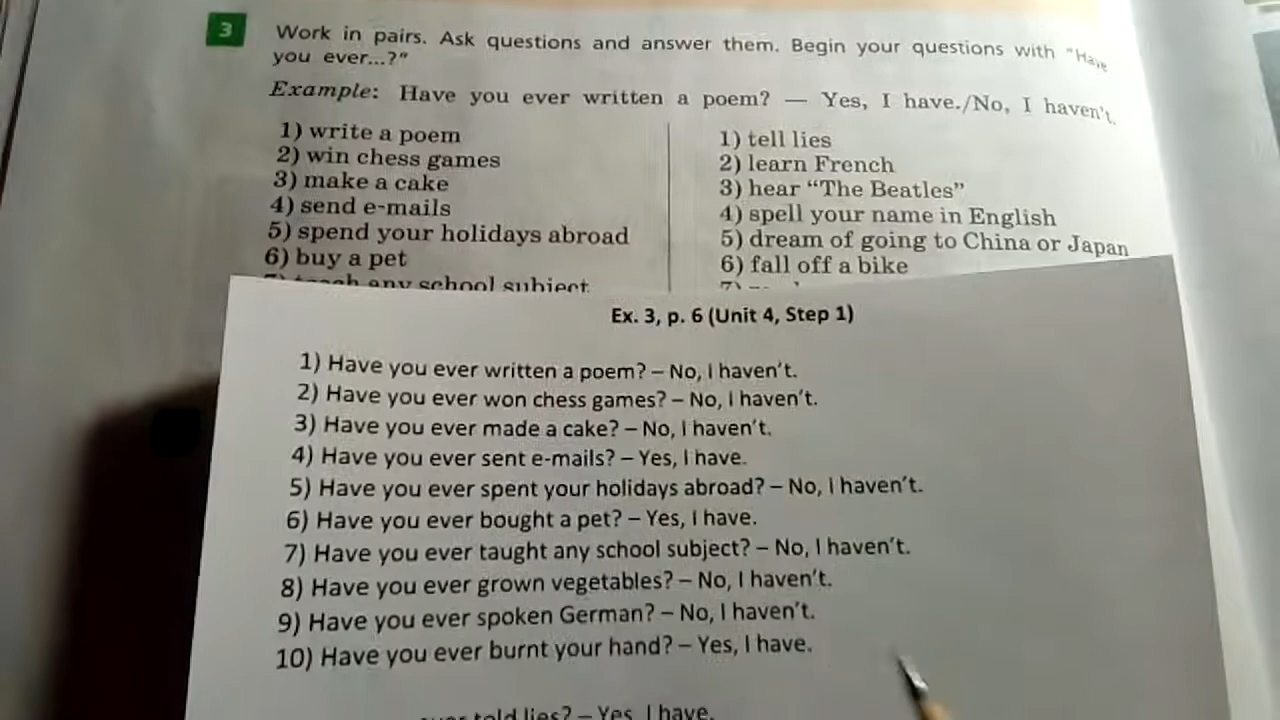 3
Work in pairs. Ask questions and answer them. Begin your questions with "Have
you ever...?"
Example: Have you ever written a poem? — Yes, I have./No, I haven't.
1) write a poem
2) win chess games
3) make a cake
4) send e-mails
5) spend your holidays abroad
6) buy a pet
7) teach any school subject
1) tell lies
2) learn French
3) hear "The Beatles"
4) spell your name in English
5) dream of going to China or Japan
6) fall off a bike
7)
Ex. 3, p. 6 (Unit 4, Step 1)
1) Have you ever written a poem? – No, I haven't.
2) Have you ever won chess games? – No, I haven't.
3) Have you ever made a cake? – No, I haven't.
4) Have you ever sent e-mails? – Yes, I have.
5) Have you ever spent your holidays abroad? – No, I haven't.
6) Have you ever bought a pet? – Yes, I have.
7) Have you ever taught any school subject? – No, I haven't.
8) Have you ever grown vegetables? – No, I haven't.
9) Have you ever spoken German? – No, I haven't.
10) Have you ever burnt your hand? – Yes, I have.
ever told lies? – Yes, I have.